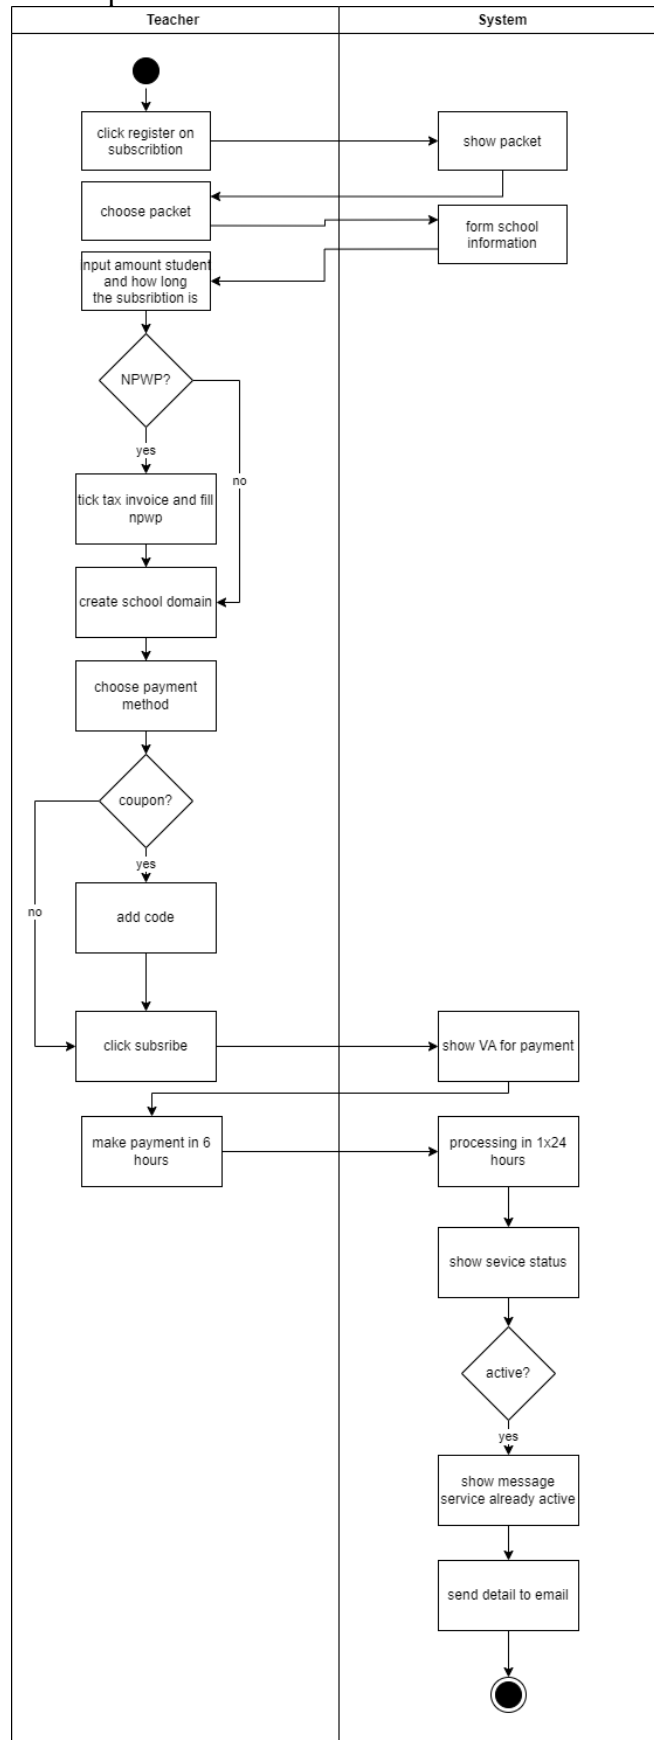 Teacher
System
click register on
subscribtion
show packet
choose packet
form school
information
nput amount student
and how long
the subsribtion is
NPWP?
yes
no
tick tax invoice and fill
npwp
create school domain
choose payment
method
coupon?
yes
no
add code
click subsribe
show VA for payment
make payment in 6
hours
processing in 1x24
hours
show sevice status
active?
yes
show message
service already active
send detail to email